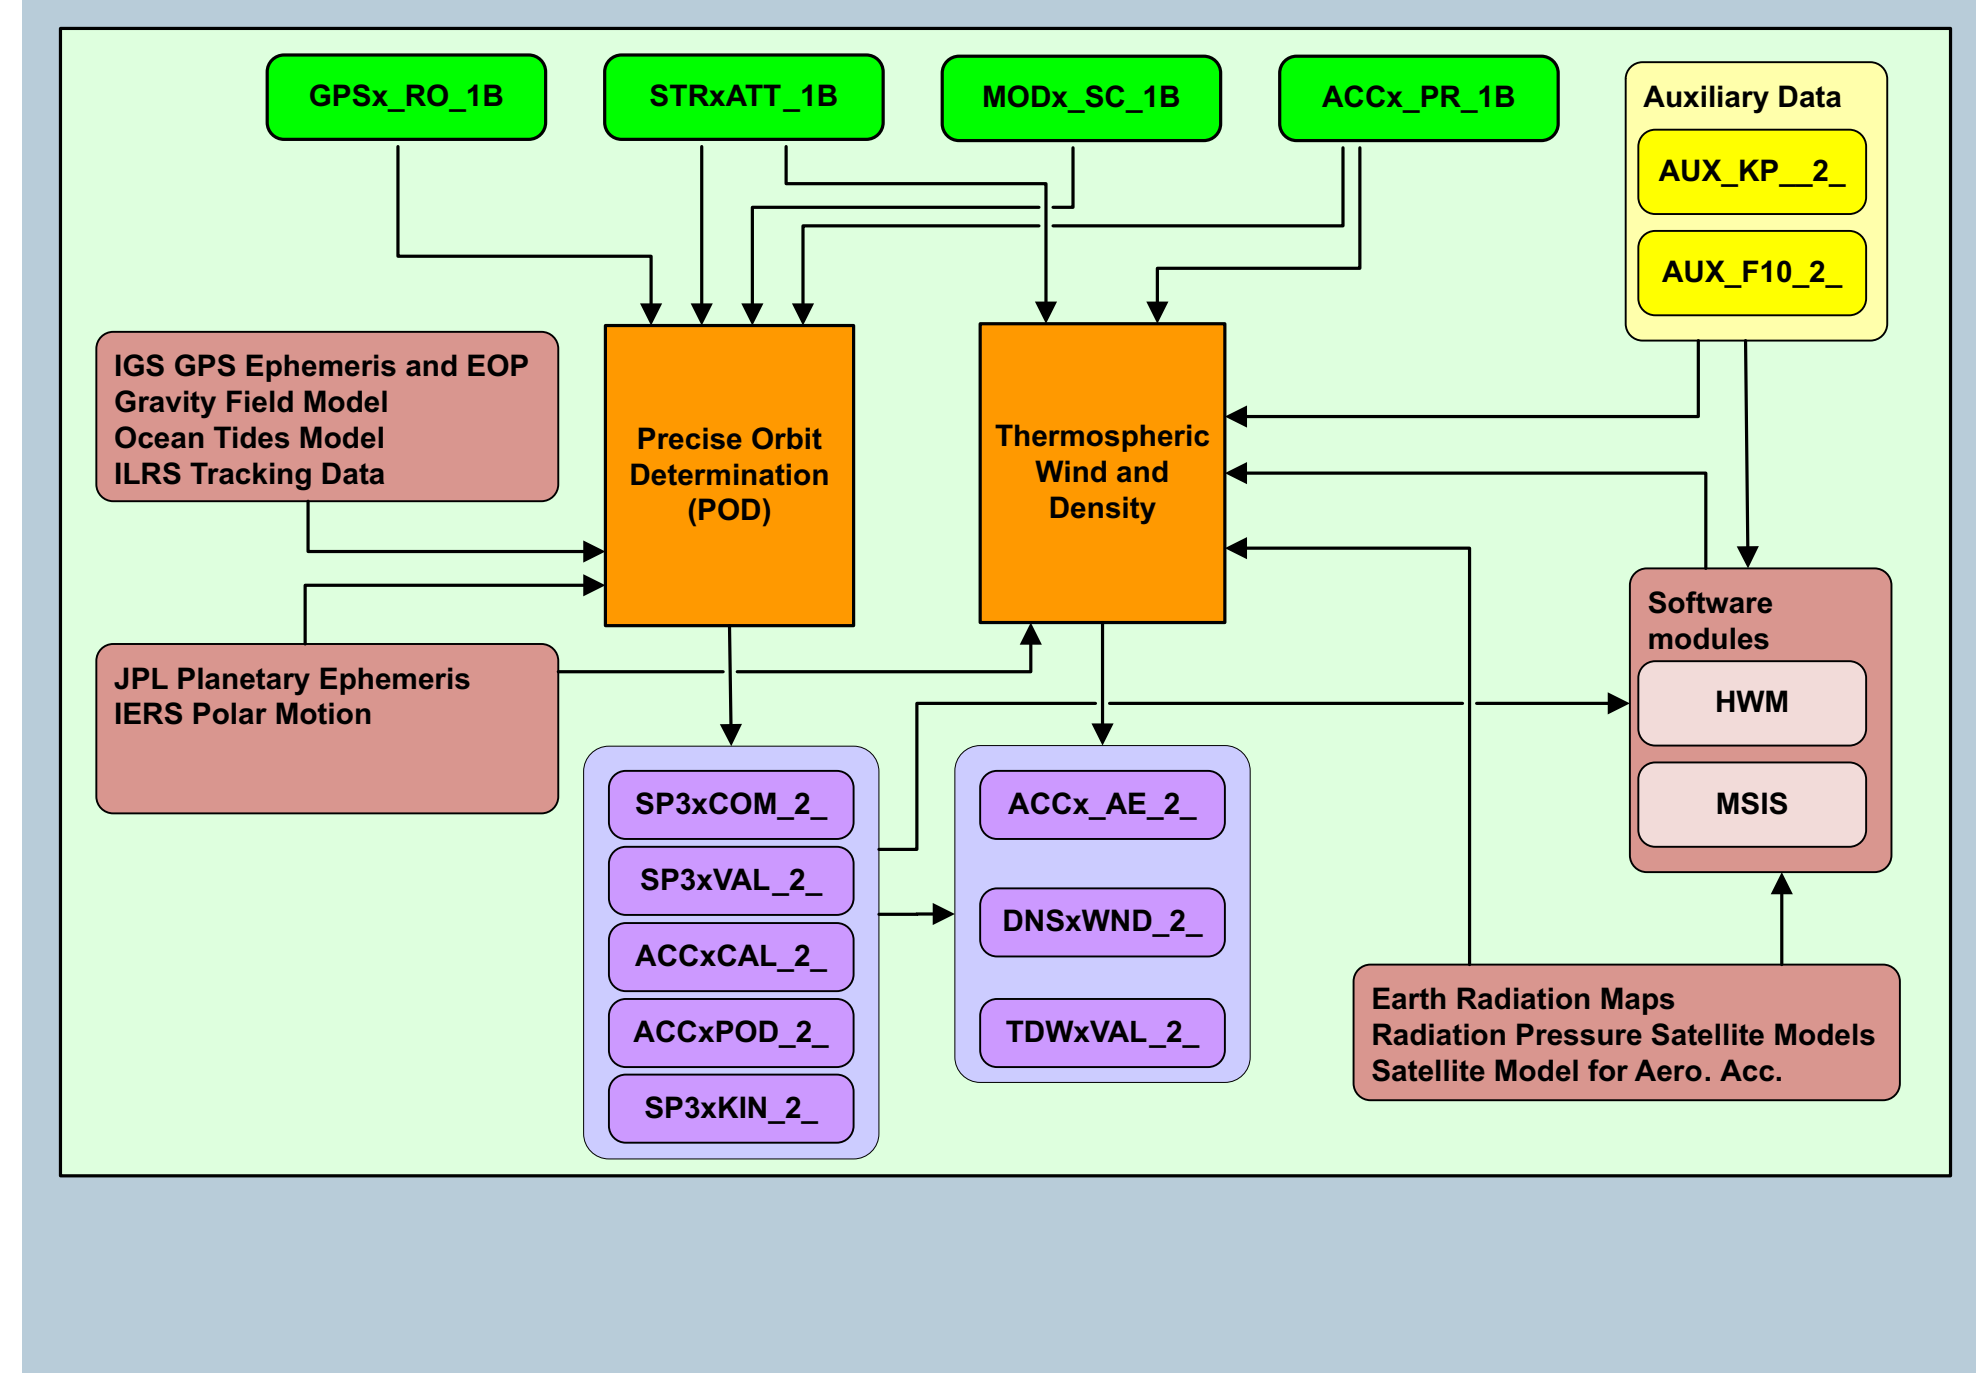 GPSx_RO_1B
STRxATT_1B
MODx_SC_1B
ACCx_PR_1B
Auxiliary Data
AUX_KP__2_
AUX_F10_2_
IGS GPS Ephemeris and EOP
Gravity Field Model
Ocean Tides Model
ILRS Tracking Data
Precise Orbit
Determination
(POD)
Thermospheric
Wind and
Density
Software
modules
HWM
MSIS
JPL Planetary Ephemeris
IERS Polar Motion
SP3xCOM_2_
SP3xVAL_2_
ACCxCAL_2_
ACCxPOD_2_
SP3xKIN_2_
ACCx_AE_2_
DNSxWND_2_
TDWxVAL_2_
Earth Radiation Maps
Radiation Pressure Satellite Models
Satellite Model for Aero. Acc.